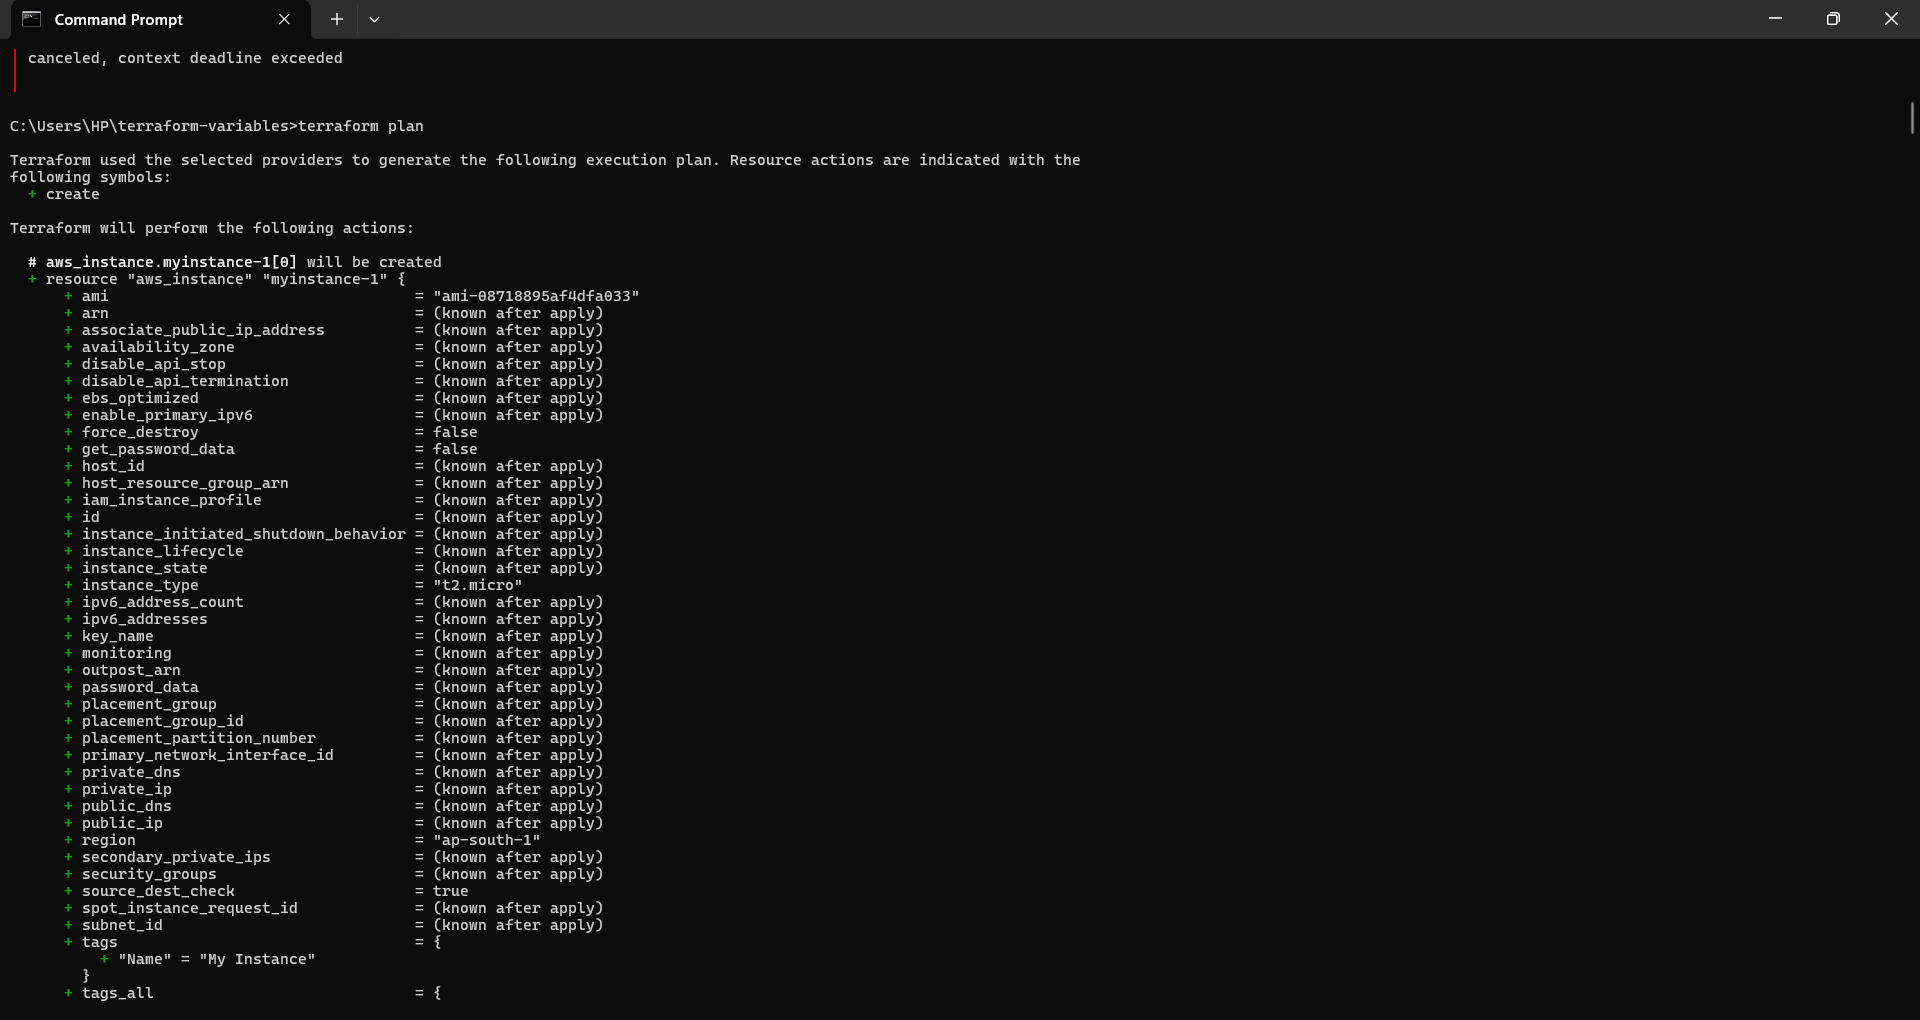 Command Prompt
canceled, context deadline exceeded
C:\Users\HP\terraform-variables>terraform plan
Terraform used the selected providers to generate the following execution plan. Resource actions are indicated with the
following symbols:
+ create
Terraform will perform the following actions:
# aws_instance.myinstance-1[0] will be created
+ resource "aws_instance" "myinstance-1" {
+ ami = "ami-08718895af4dfa033"
+ arn = (known after apply)
+ associate_public_ip_address = (known after apply)
+ availability_zone = (known after apply)
+ disable_api_stop = (known after apply)
+ disable_api_termination = (known after apply)
+ ebs_optimized = (known after apply)
+ enable_primary_ipv6 = (known after apply)
+ force_destroy = false
+ get_password_data = false
+ host_id = (known after apply)
+ host_resource_group_arn = (known after apply)
+ iam_instance_profile = (known after apply)
+ id = (known after apply)
+ instance_initiated_shutdown_behavior = (known after apply)
+ instance_lifecycle = (known after apply)
+ instance_state = (known after apply)
+ instance_type = "t2.micro"
+ ipv6_address_count = (known after apply)
+ ipv6_addresses = (known after apply)
+ key_name = (known after apply)
+ monitoring = (known after apply)
+ outpost_arn = (known after apply)
+ password_data = (known after apply)
+ placement_group = (known after apply)
+ placement_group_id = (known after apply)
+ placement_partition_number = (known after apply)
+ primary_network_interface_id = (known after apply)
+ private_dns = (known after apply)
+ private_ip = (known after apply)
+ public_dns = (known after apply)
+ public_ip = (known after apply)
+ region = "ap-south-1"
+ secondary_private_ips = (known after apply)
+ security_groups = (known after apply)
+ source_dest_check = true
+ spot_instance_request_id = (known after apply)
+ subnet_id = (known after apply)
+ tags = {
+ "Name" = "My Instance"
}
+ tags_all = {